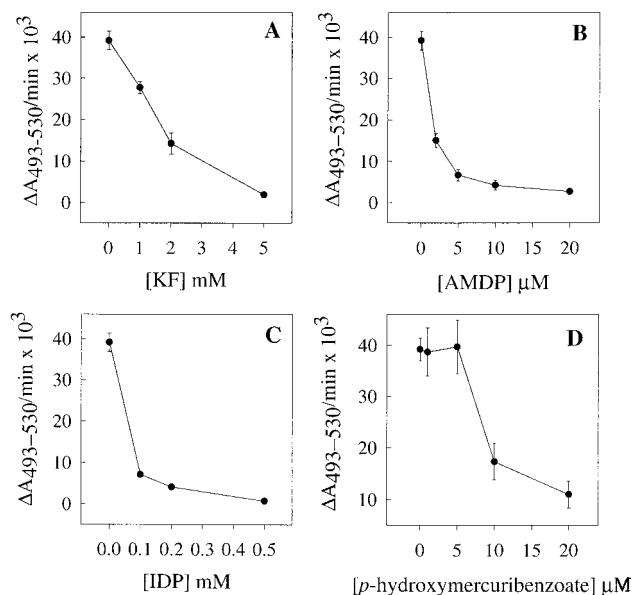 A
ΔA493-530/min x 10³
40
30
20
10
0
0 1 2 3 4 5
[KF] mM
B
ΔA493−530/min x 10³
40
30
20
10
0
0 5 10 15 20
[AMDP] μM
C
ΔA493−530/min x 10³
40
30
20
10
0
0.0 0.1 0.2 0.3 0.4 0.5
[IDP] mM
D
ΔA493−530/min x 10³
40
30
20
10
0 5 10 15 20
[p-hydroxymercuribenzoate] μM